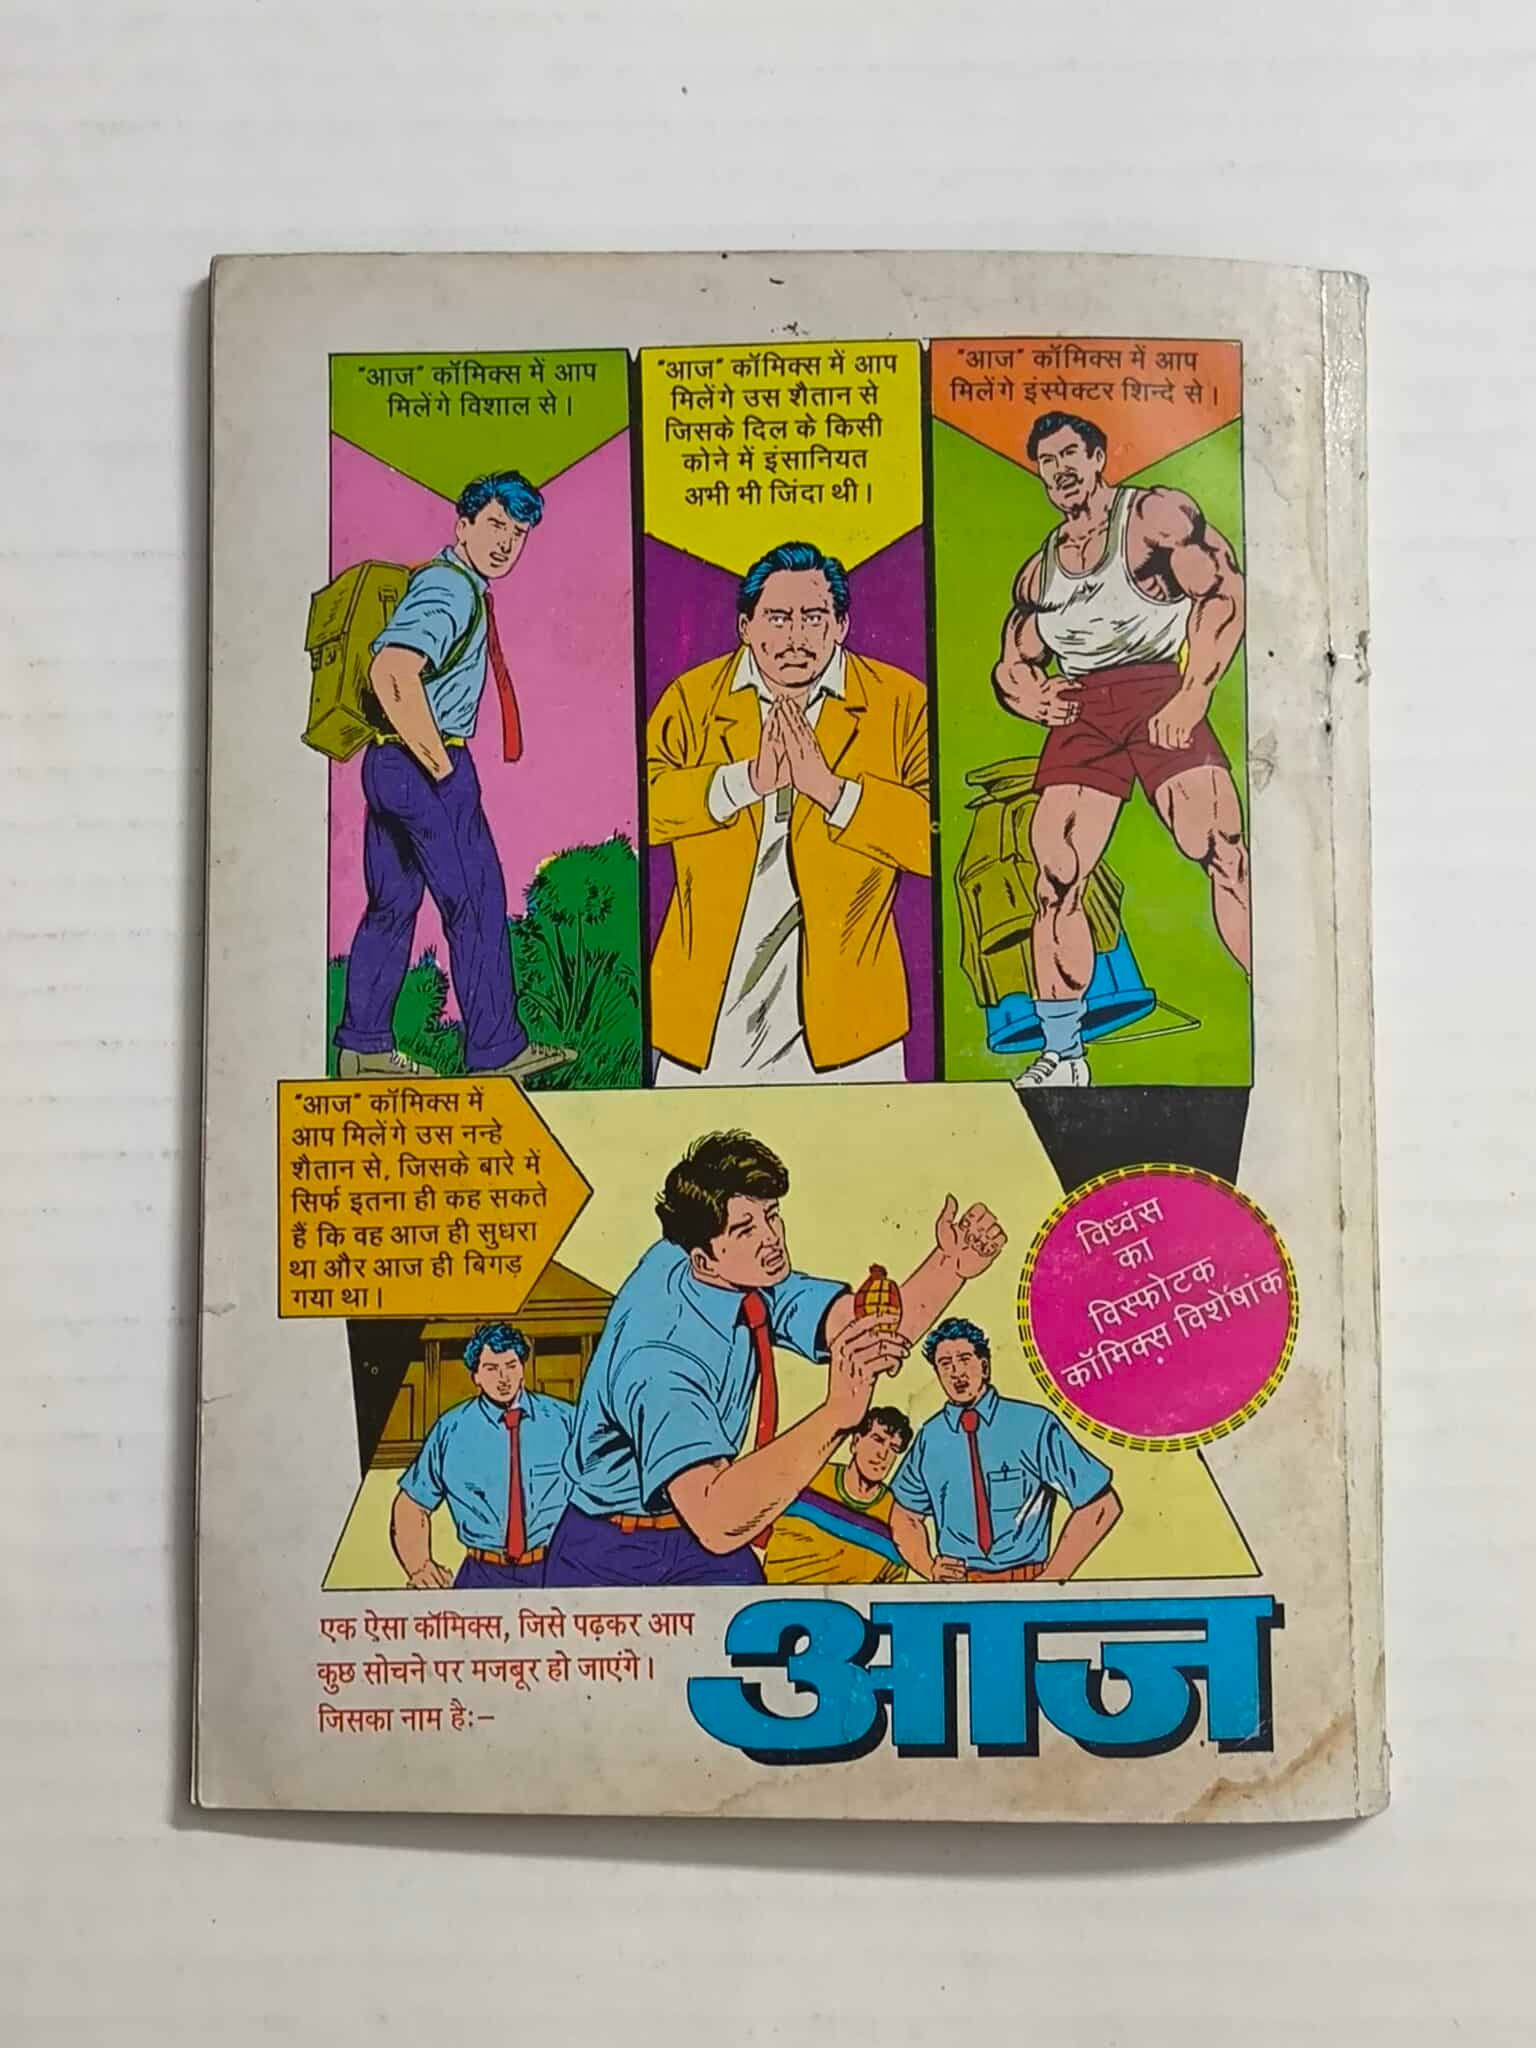 "आज" कॉमिक्स में आप
मिलेंगे विशाल से।
"आज" कॉमिक्स में आप
मिलेंगे उस शैतान से
जिसके दिल के किसी
कोने में इंसानियत
अभी भी जिंदा थी।
"आज" कॉमिक्स में आप
मिलेंगे इंस्पेक्टर शिन्दे से।
"आज" कॉमिक्स में
आप मिलेंगे उस नन्हे
शैतान से, जिसके बारे में
सिर्फ इतना ही कह सकते
हैं कि वह आज ही सुधरा
था और आज ही बिगड़
गया था।
विध्वंस
का
विस्फोटक
कॉमिक्स विशेषांक
एक ऐसा कॉमिक्स, जिसे पढ़कर आप
कुछ सोचने पर मजबूर हो जाएंगे।
जिसका नाम है:–
आज